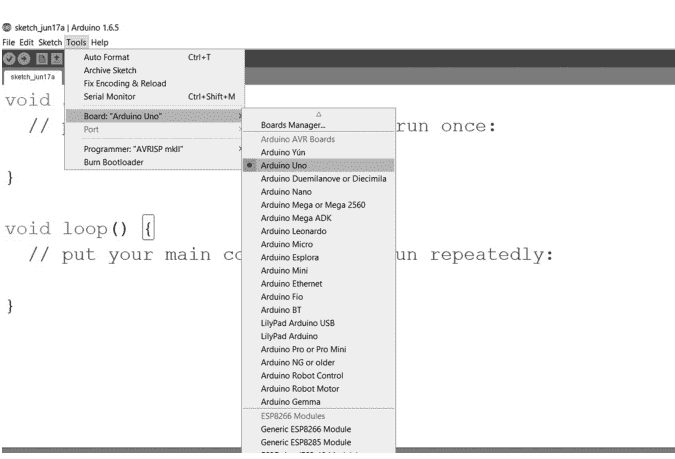 sketch_jun17a | Arduino 1.6.5
File Edit Sketch Tools Help
sketch_jun17a
Auto Format Ctrl+T
Archive Sketch
Fix Encoding & Reload
Serial Monitor Ctrl+Shift+M
Board: "Arduino Uno"
Port
Programmer: "AVRISP mkII"
Burn Bootloader
Boards Manager...
Arduino AVR Boards
Arduino Yún
Arduino Uno
Arduino Duemilanove or Diecimila
Arduino Nano
Arduino Mega or Mega 2560
Arduino Mega ADK
Arduino Leonardo
Arduino Micro
Arduino Esplora
Arduino Mini
Arduino Ethernet
Arduino Fio
Arduino BT
LilyPad Arduino USB
LilyPad Arduino
Arduino Pro or Pro Mini
Arduino NG or older
Arduino Robot Control
Arduino Robot Motor
Arduino Gemma
ESP8266 Modules
Generic ESP8266 Module
Generic ESP8285 Module
void
// run once:
}
void loop() {
// put your main co un repeatedly:
}